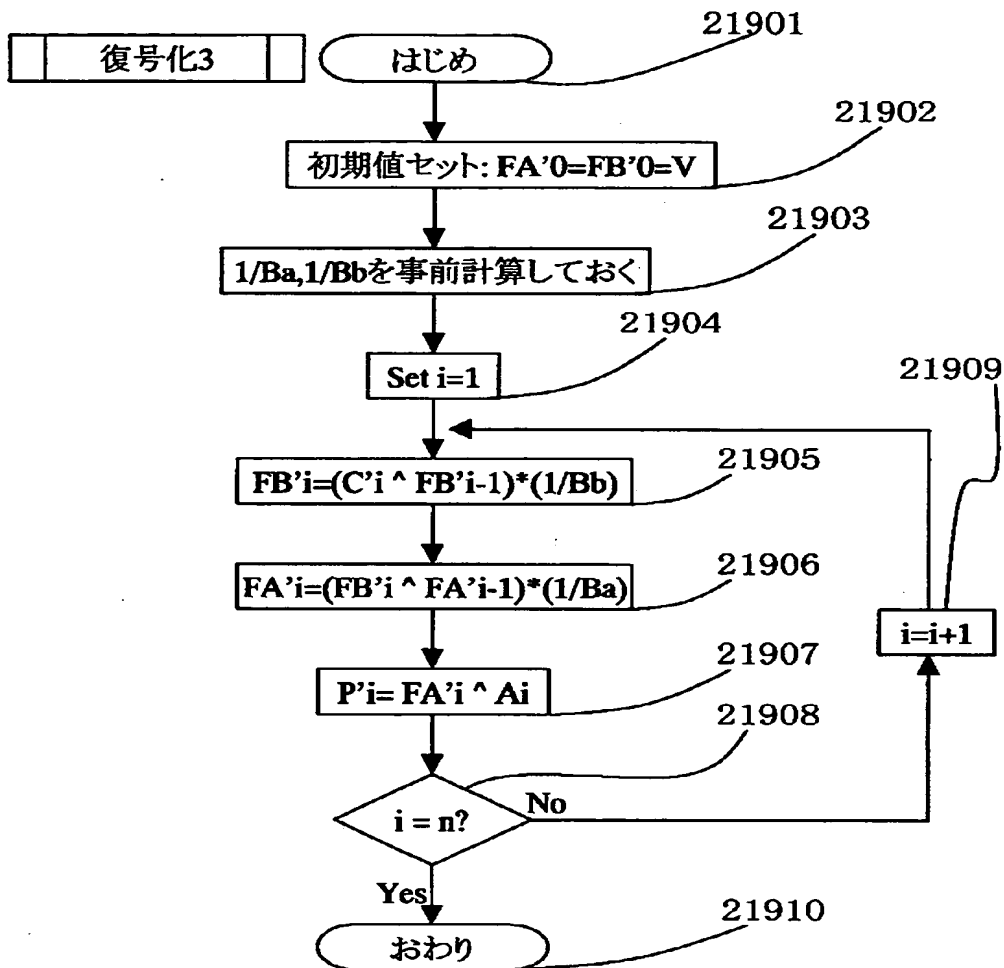 21901
復号化3
はじめ
21902
初期値セット: FA'0=FB'0=V
21903
1/Ba,1/Bbを事前計算しておく
21904
Set i=1
21909
21905
FB'i=(C'i ^ FB'i-1)*(1/Bb)
21906
FA'i=(FB'i ^ FA'i-1)*(1/Ba)
i=i+1
21907
P'i= FA'i ^ Ai
21908
i = n?
No
Yes
21910
おわり